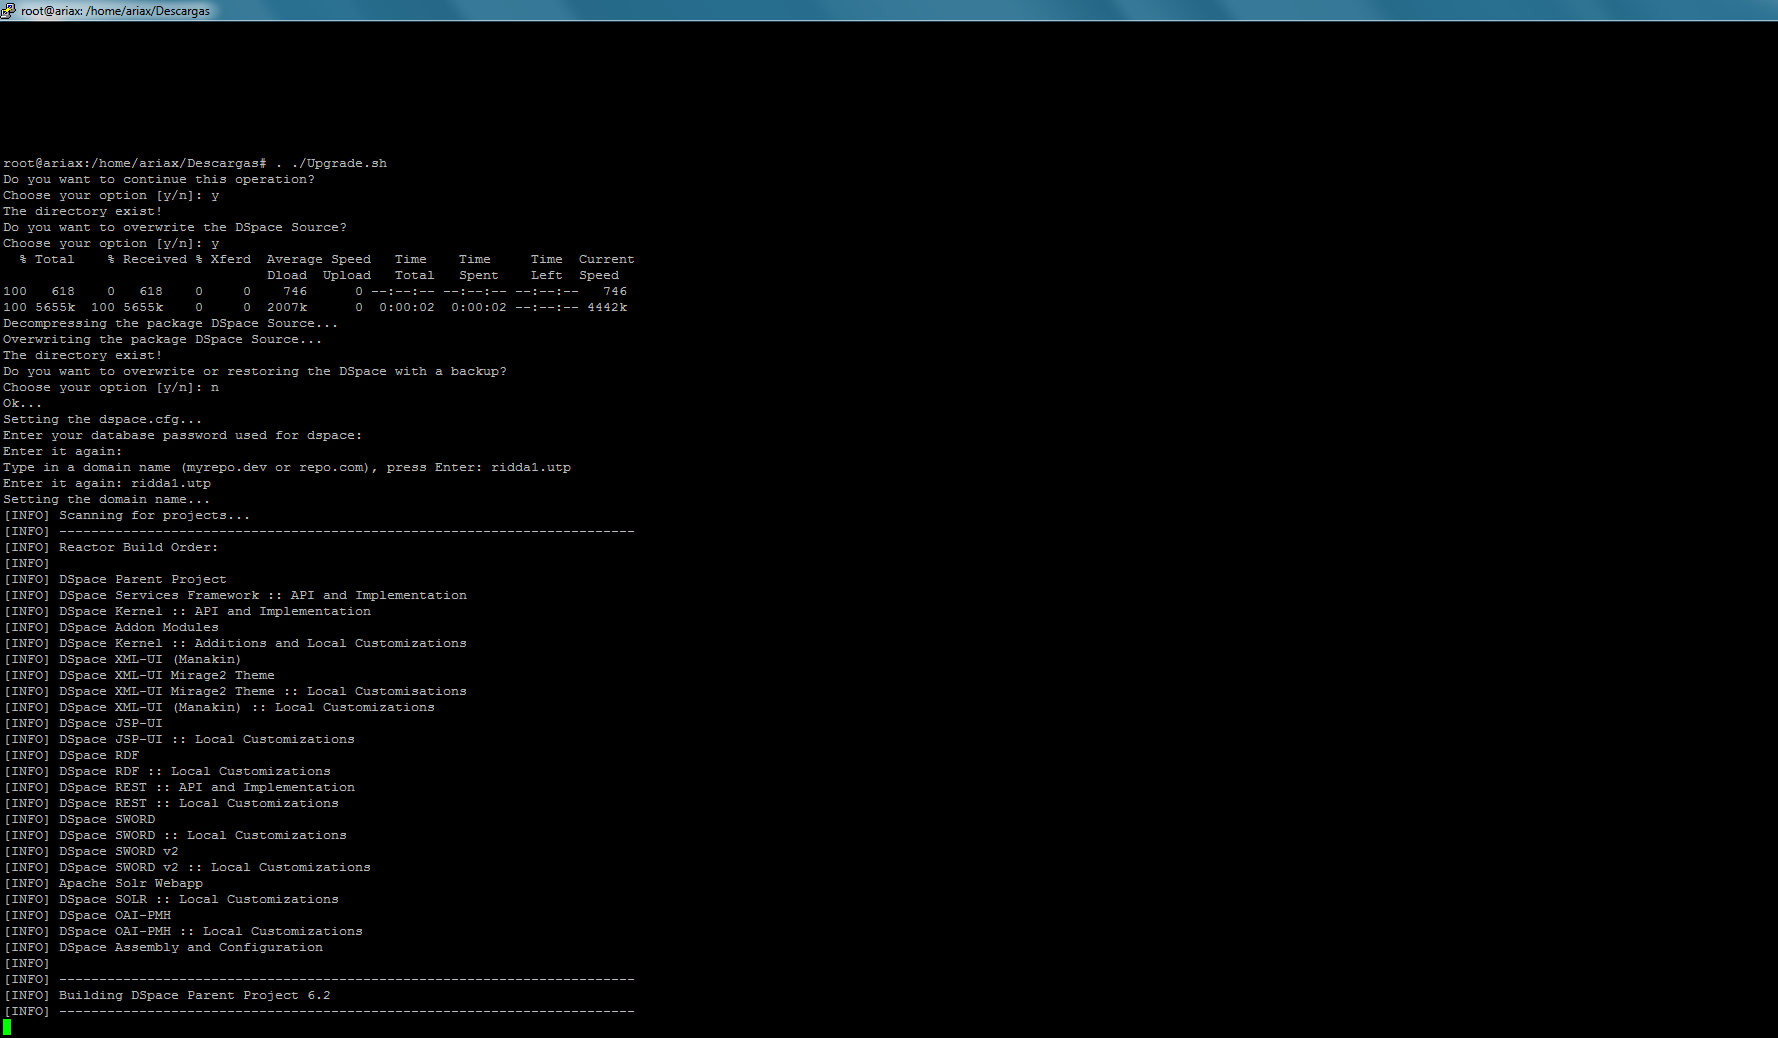 root@ariax: /home/ariax/Descargas
root@ariax:/home/ariax/Descargas# . ./Upgrade.sh
Do you want to continue this operation?
Choose your option [y/n]: y
The directory exist!
Do you want to overwrite the DSpace Source?
Choose your option [y/n]: y
  % Total    % Received % Xferd  Average Speed   Time    Time     Time  Current
                                 Dload  Upload   Total   Spent    Left  Speed
100   618    0   618    0     0    746      0 --:--:-- --:--:-- --:--:--   746
100 5655k  100 5655k    0     0  2007k      0  0:00:02  0:00:02 --:--:-- 4442k
Decompressing the package DSpace Source...
Overwriting the package DSpace Source...
The directory exist!
Do you want to overwrite or restoring the DSpace with a backup?
Choose your option [y/n]: n
Ok...
Setting the dspace.cfg...
Enter your database password used for dspace:
Enter it again:
Type in a domain name (myrepo.dev or repo.com), press Enter: ridda1.utp
Enter it again: ridda1.utp
Setting the domain name...
[INFO] Scanning for projects...
[INFO] ------------------------------------------------------------------------
[INFO] Reactor Build Order:
[INFO]
[INFO] DSpace Parent Project
[INFO] DSpace Services Framework :: API and Implementation
[INFO] DSpace Kernel :: API and Implementation
[INFO] DSpace Addon Modules
[INFO] DSpace Kernel :: Additions and Local Customizations
[INFO] DSpace XML-UI (Manakin)
[INFO] DSpace XML-UI Mirage2 Theme
[INFO] DSpace XML-UI Mirage2 Theme :: Local Customisations
[INFO] DSpace XML-UI (Manakin) :: Local Customizations
[INFO] DSpace JSP-UI
[INFO] DSpace JSP-UI :: Local Customizations
[INFO] DSpace RDF
[INFO] DSpace RDF :: Local Customizations
[INFO] DSpace REST :: API and Implementation
[INFO] DSpace REST :: Local Customizations
[INFO] DSpace SWORD
[INFO] DSpace SWORD :: Local Customizations
[INFO] DSpace SWORD v2
[INFO] DSpace SWORD v2 :: Local Customizations
[INFO] Apache Solr Webapp
[INFO] DSpace SOLR :: Local Customizations
[INFO] DSpace OAI-PMH
[INFO] DSpace OAI-PMH :: Local Customizations
[INFO] DSpace Assembly and Configuration
[INFO]
[INFO] ------------------------------------------------------------------------
[INFO] Building DSpace Parent Project 6.2
[INFO] ------------------------------------------------------------------------